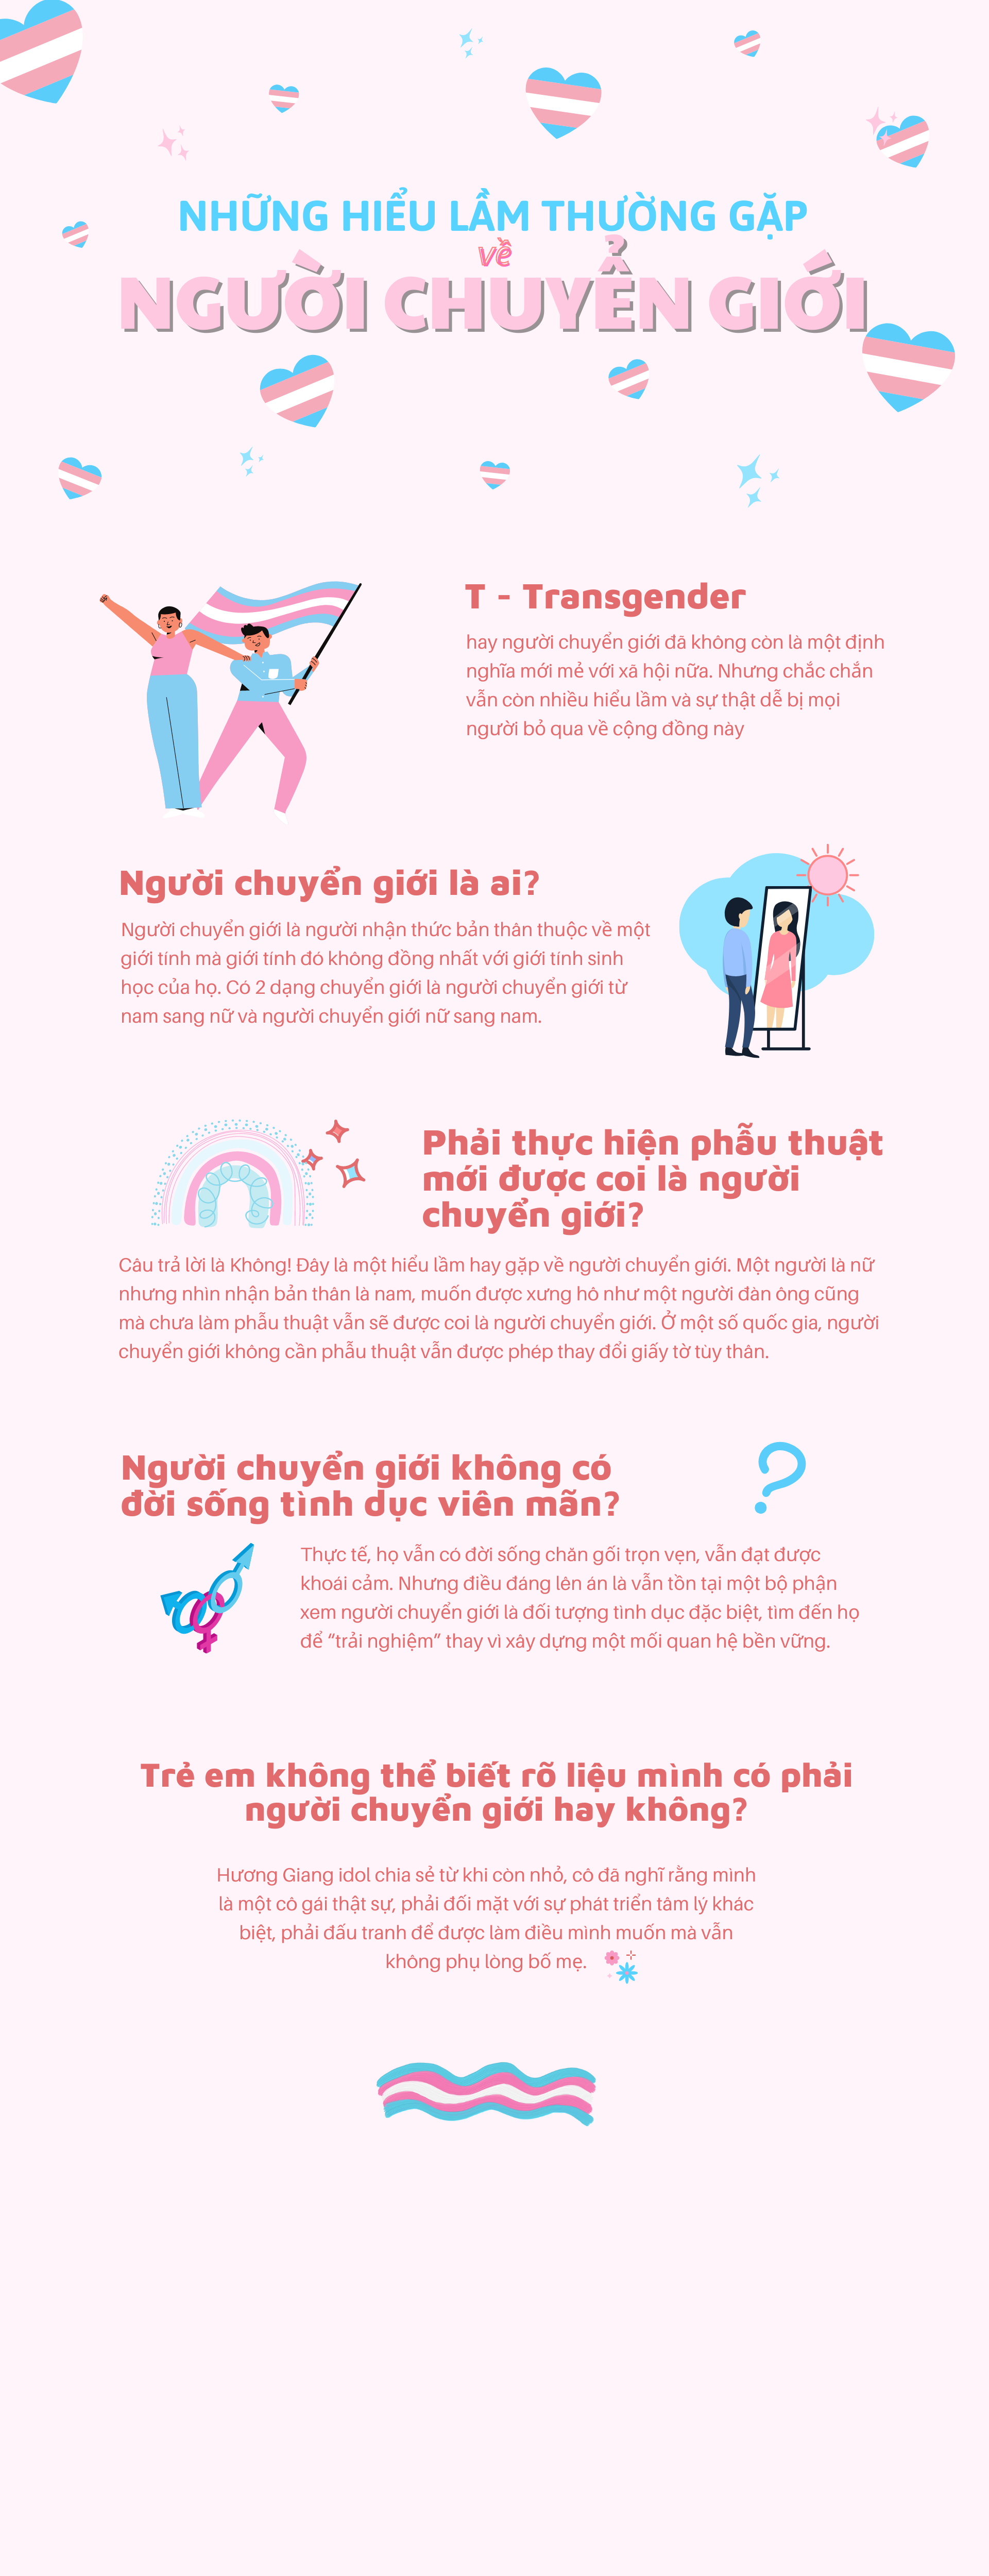 NHỮNG HIỂU LẦM THƯỜNG GẶP
về
NGƯỜI CHUYỂN GIỚI
T - Transgender
hay người chuyển giới đã không còn là một định
nghĩa mới mẻ với xã hội nữa. Nhưng chắc chắn
vẫn còn nhiều hiểu lầm và sự thật dễ bị mọi
người bỏ qua về cộng đồng này
Người chuyển giới là ai?
Người chuyển giới là người nhận thức bản thân thuộc về một
giới tính mà giới tính đó không đồng nhất với giới tính sinh
học của họ. Có 2 dạng chuyển giới là người chuyển giới từ
nam sang nữ và người chuyển giới nữ sang nam.
Phải thực hiện phẫu thuật
mới được coi là người
chuyển giới?
Câu trả lời là Không! Đây là một hiểu lầm hay gặp về người chuyển giới. Một người là nữ
nhưng nhìn nhận bản thân là nam, muốn được xưng hô như một người đàn ông cũng
mà chưa làm phẫu thuật vẫn sẽ được coi là người chuyển giới. Ở một số quốc gia, người
chuyển giới không cần phẫu thuật vẫn được phép thay đổi giấy tờ tùy thân.
Người chuyển giới không có
đời sống tình dục viên mãn?
Thực tế, họ vẫn có đời sống chăn gối trọn vẹn, vẫn đạt được
khoái cảm. Nhưng điều đáng lên án là vẫn tồn tại một bộ phận
xem người chuyển giới là đối tượng tình dục đặc biệt, tìm đến họ
để “trải nghiệm” thay vì xây dựng một mối quan hệ bền vững.
Trẻ em không thể biết rõ liệu mình có phải
người chuyển giới hay không?
Hương Giang idol chia sẻ từ khi còn nhỏ, cô đã nghĩ rằng mình
là một cô gái thật sự, phải đối mặt với sự phát triển tâm lý khác
biệt, phải đấu tranh để được làm điều mình muốn mà vẫn
không phụ lòng bố mẹ.